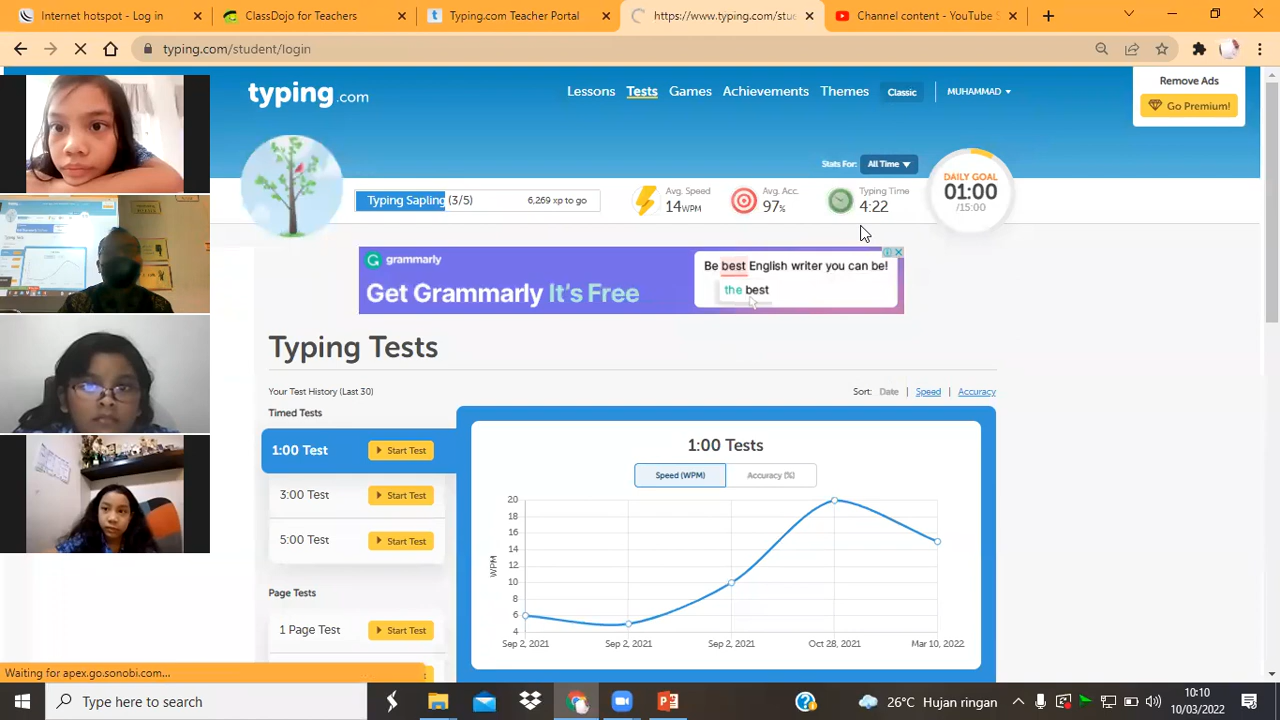 Internet hotspot - Log in
ClassDojo for Teachers
Typing.com Teacher Portal
https://www.typing.com/stu
Channel content - YouTube S
typing.com/student/login
typing.com
Lessons Tests Games Achievements Themes Classic MUHAMMAD
Remove Ads
Go Premium!
Stats For: All Time
Typing Sapling (3/5) 6,269 xp to go
Avg. Speed
14WPM
Avg. Acc.
97%
Typing Time
4:22
DAILY GOAL
01:00
/15:00
grammarly
Get Grammarly It's Free
Be best English writer you can be!
the best
Typing Tests
Your Test History (Last 30)
Sort: Date | Speed | Accuracy
Timed Tests
1:00 Test Start Test
3:00 Test Start Test
5:00 Test Start Test
Page Tests
1 Page Test Start Test
1:00 Tests
Speed (WPM) Accuracy (%)
WPM
20
18
16
14
12
10
8
6
4
Sep 2, 2021 Sep 2, 2021 Sep 2, 2021 Oct 28, 2021 Mar 10, 2022
Waiting for apex.go.sonobi.com...
Type here to search
26°C Hujan ringan
10:10
10/03/2022